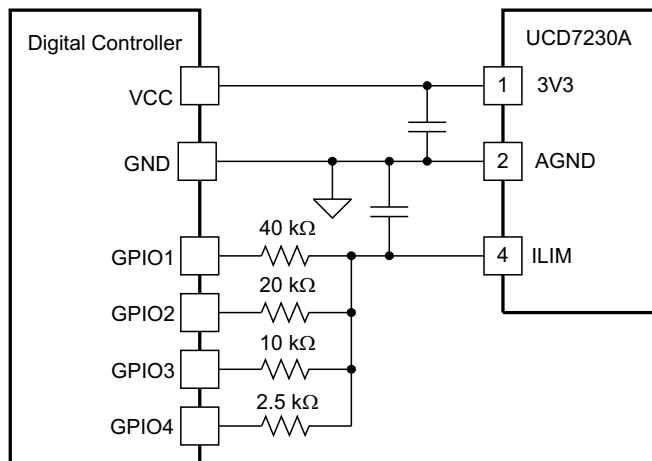 Digital Controller
UCD7230A
VCC
1
3V3
GND
2
AGND
40 kΩ
GPIO1
4
ILIM
20 kΩ
GPIO2
10 kΩ
GPIO3
2.5 kΩ
GPIO4